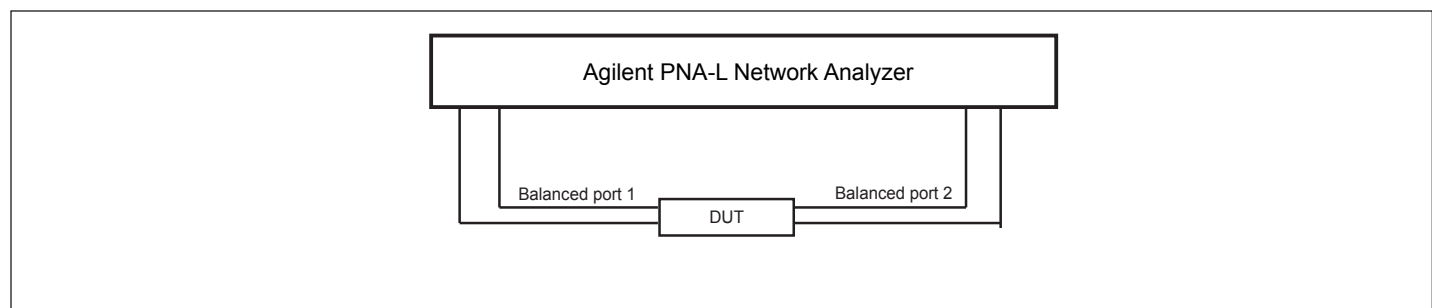 Agilent PNA-L Network Analyzer
Balanced port 1
Balanced port 2
DUT